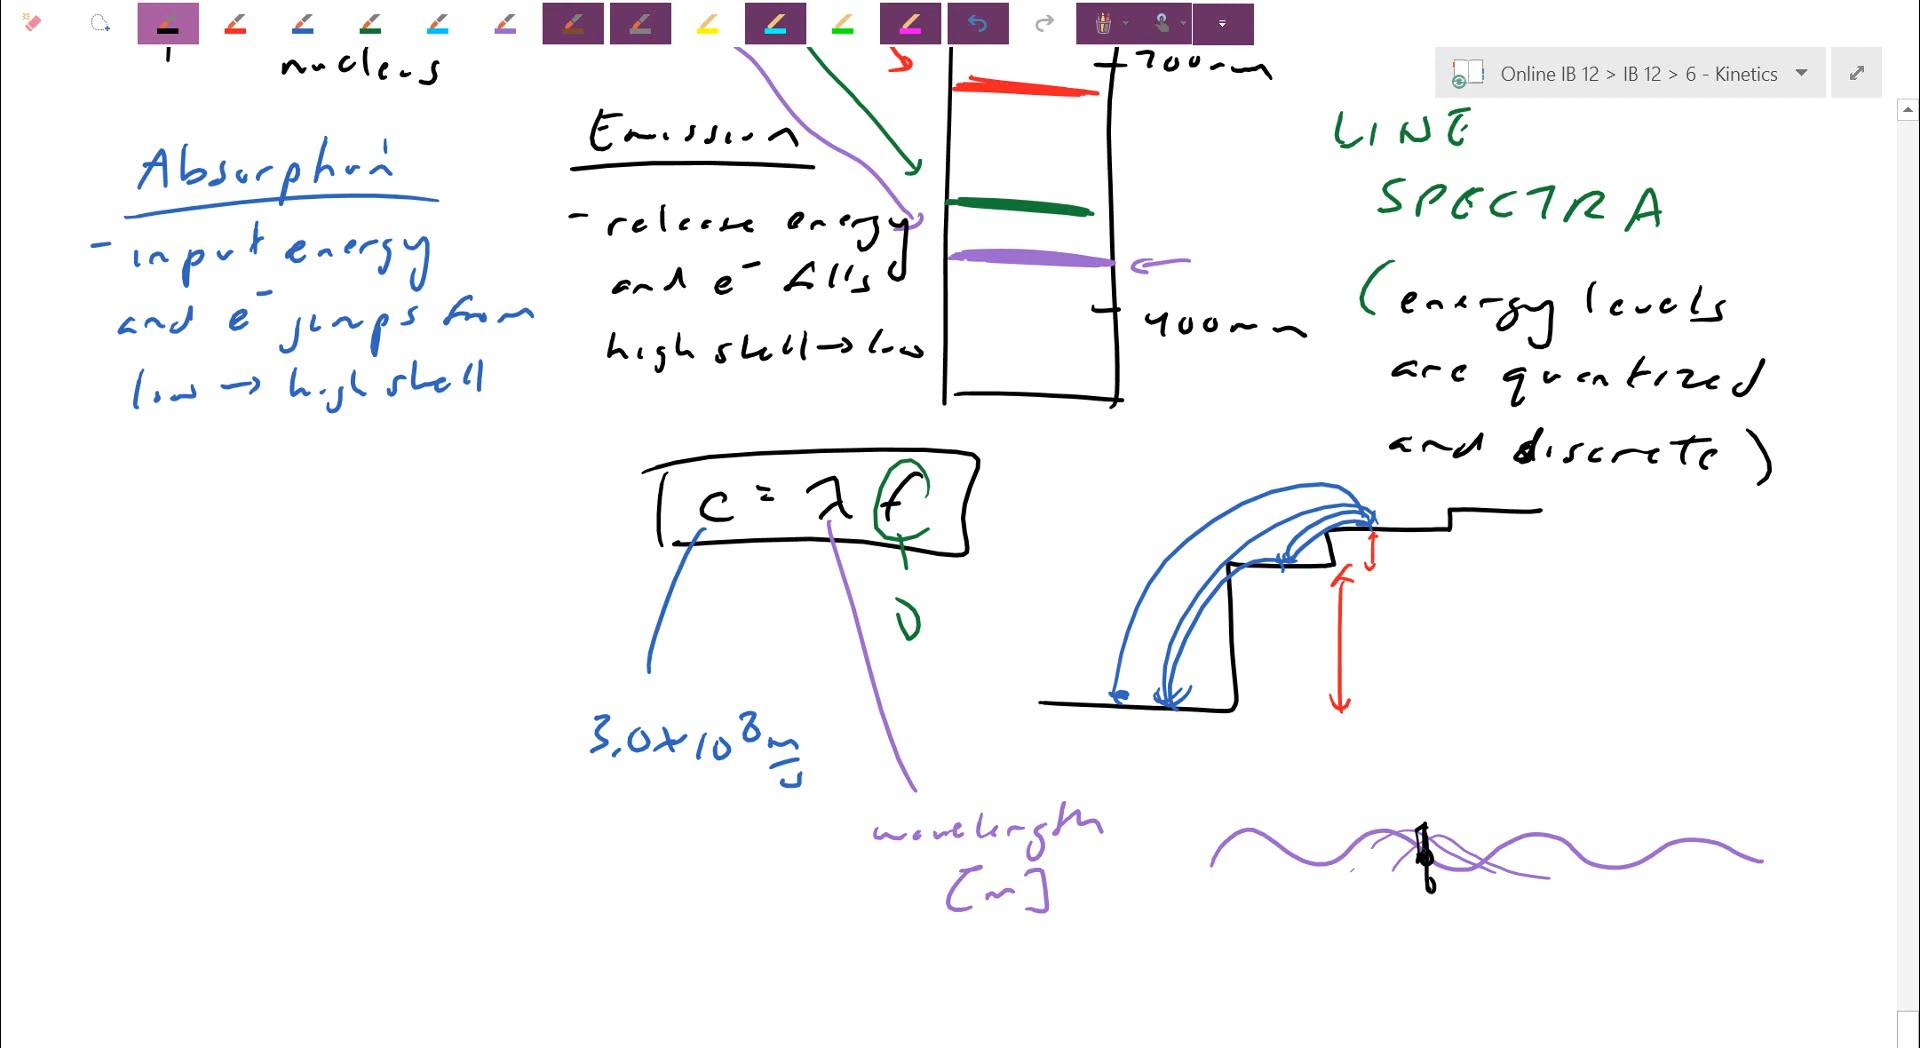 Online IB 12 > IB 12 > 6 - Kinetics
nucleus
700nm
Absorption
- input energy
and e⁻ jumps from
low → high shell
Emission
- release energy
and e⁻ falls
high shell → low
400nm
LINE
SPECTRA
(energy levels
are quantized
and discrete)
c = λ f
ν
3.0 × 10⁸ m/s
wavelength
[m]